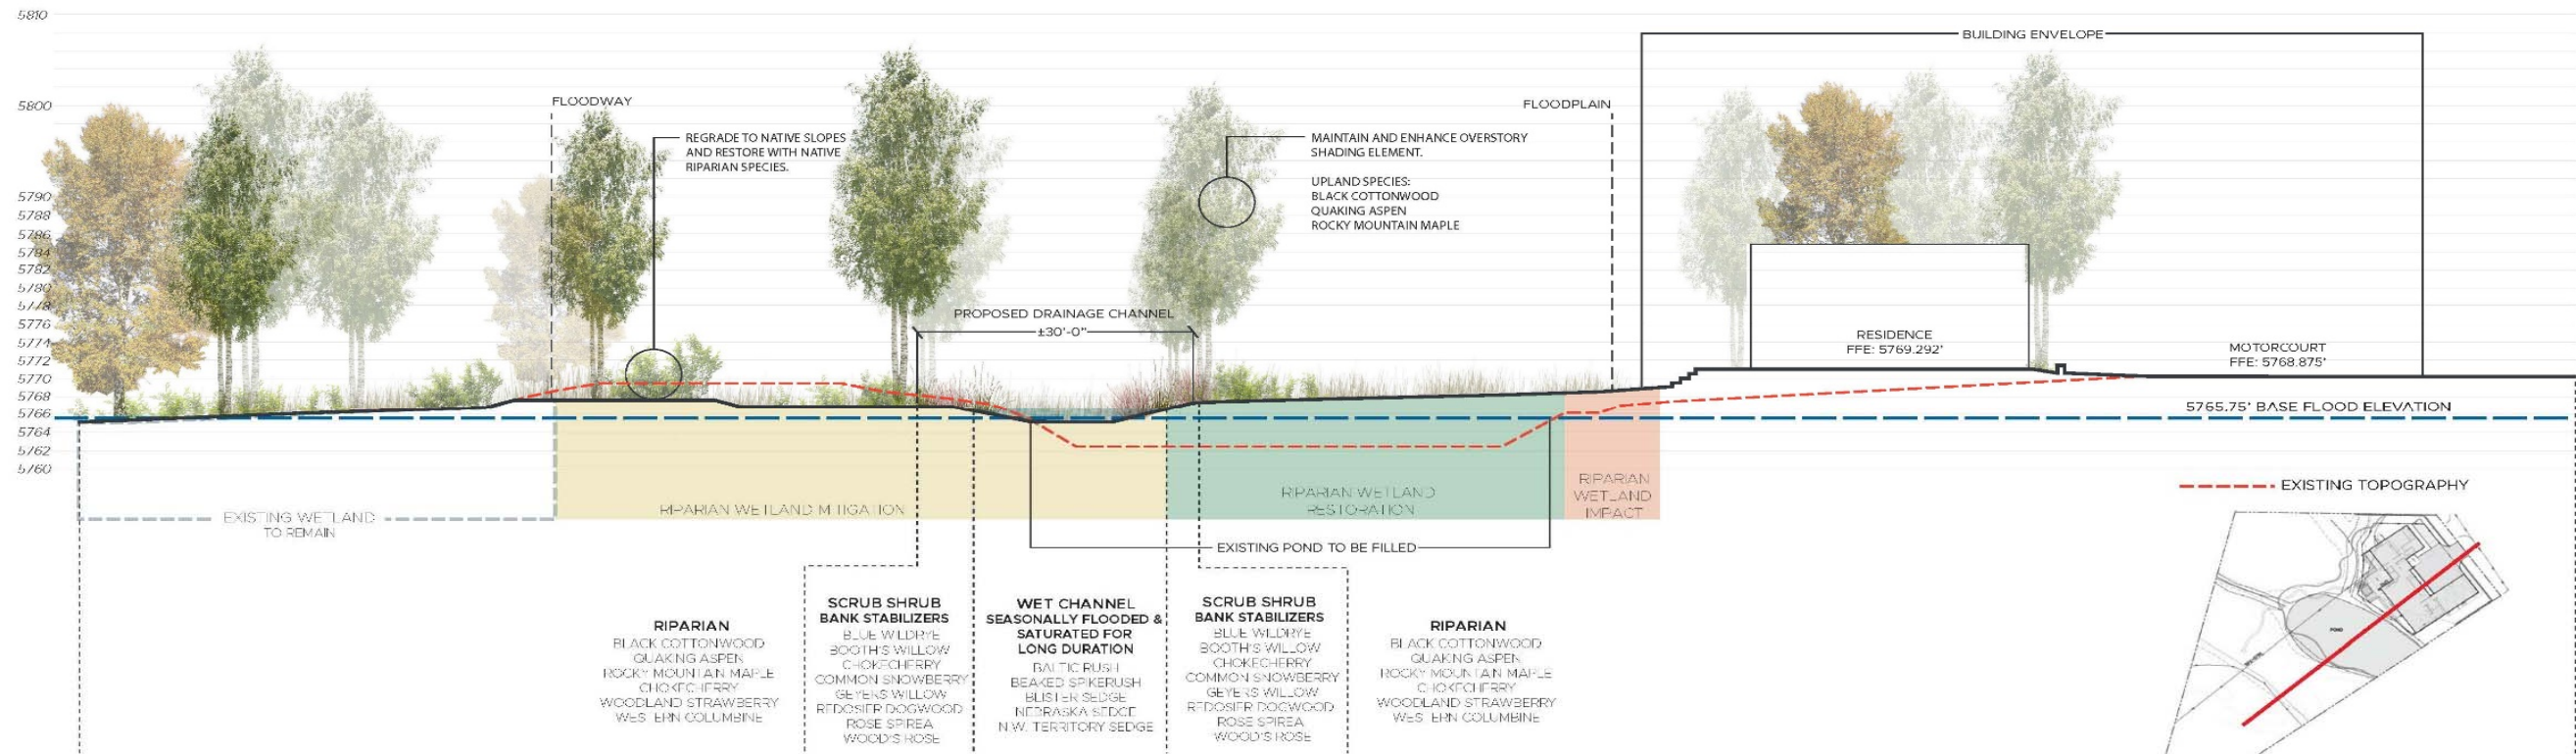 5810
5800
5790
5788
5786
5784
5782
5780
5778
5776
5774
5772
5770
5768
5766
5764
5762
5760
FLOODWAY
REGRADE TO NATIVE SLOPES
AND RESTORE WITH NATIVE
RIPARIAN SPECIES.
PROPOSED DRAINAGE CHANNEL
±30'-0"
MAINTAIN AND ENHANCE OVERSTORY
SHADING ELEMENT.
UPLAND SPECIES:
BLACK COTTONWOOD
QUAKING ASPEN
ROCKY MOUNTAIN MAPLE
FLOODPLAIN
BUILDING ENVELOPE
RESIDENCE
FFE: 5769.292'
MOTORCOURT
FFE: 5768.875'
5765.75' BASE FLOOD ELEVATION
EXISTING TOPOGRAPHY
EXISTING WETLAND
TO REMAIN
RIPARIAN WETLAND MITIGATION
RIPARIAN WETLAND
RESTORATION
RIPARIAN
WETLAND
IMPACT
EXISTING POND TO BE FILLED
RIPARIAN
BLACK COTTONWOOD
QUAKING ASPEN
ROCKY MOUNTAIN MAPLE
CHOKECHERRY
WOODLAND STRAWBERRY
WESTERN COLUMBINE
SCRUB SHRUB
BANK STABILIZERS
BLUE WILDRYE
BOOTH'S WILLOW
CHOKECHERRY
COMMON SNOWBERRY
GEYERS WILLOW
REDOSIER DOGWOOD
ROSE SPIREA
WOOD'S ROSE
WET CHANNEL
SEASONALLY FLOODED &
SATURATED FOR
LONG DURATION
BALTIC RUSH
BEAKED SPIKERUSH
BLISTER SEDGE
NEBRASKA SEDGE
N.W. TERRITORY SEDGE
SCRUB SHRUB
BANK STABILIZERS
BLUE WILDRYE
BOOTH'S WILLOW
CHOKECHERRY
COMMON SNOWBERRY
GEYERS WILLOW
REDOSIER DOGWOOD
ROSE SPIREA
WOOD'S ROSE
RIPARIAN
BLACK COTTONWOOD
QUAKING ASPEN
ROCKY MOUNTAIN MAPLE
CHOKECHERRY
WOODLAND STRAWBERRY
WESTERN COLUMBINE
POND